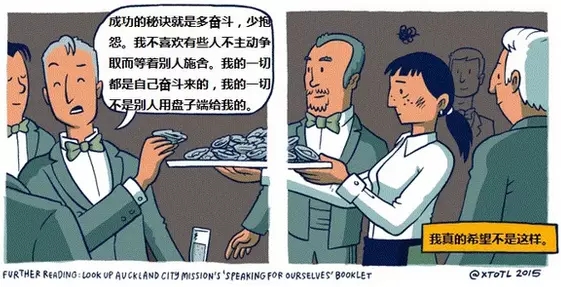 成功的秘诀就是多奋斗，少抱
怨。我不喜欢有些人不主动争
取而等着别人施舍。我的一切
都是自己奋斗来的，我的一切
不是别人用盘子端给我的。
我真的希望不是这样。
FURTHER READING: LOOK UP AUCKLAND CITY MISSION'S 'SPEAKING FOR OURSELVES' BOOKLET
@XTOTL 2015